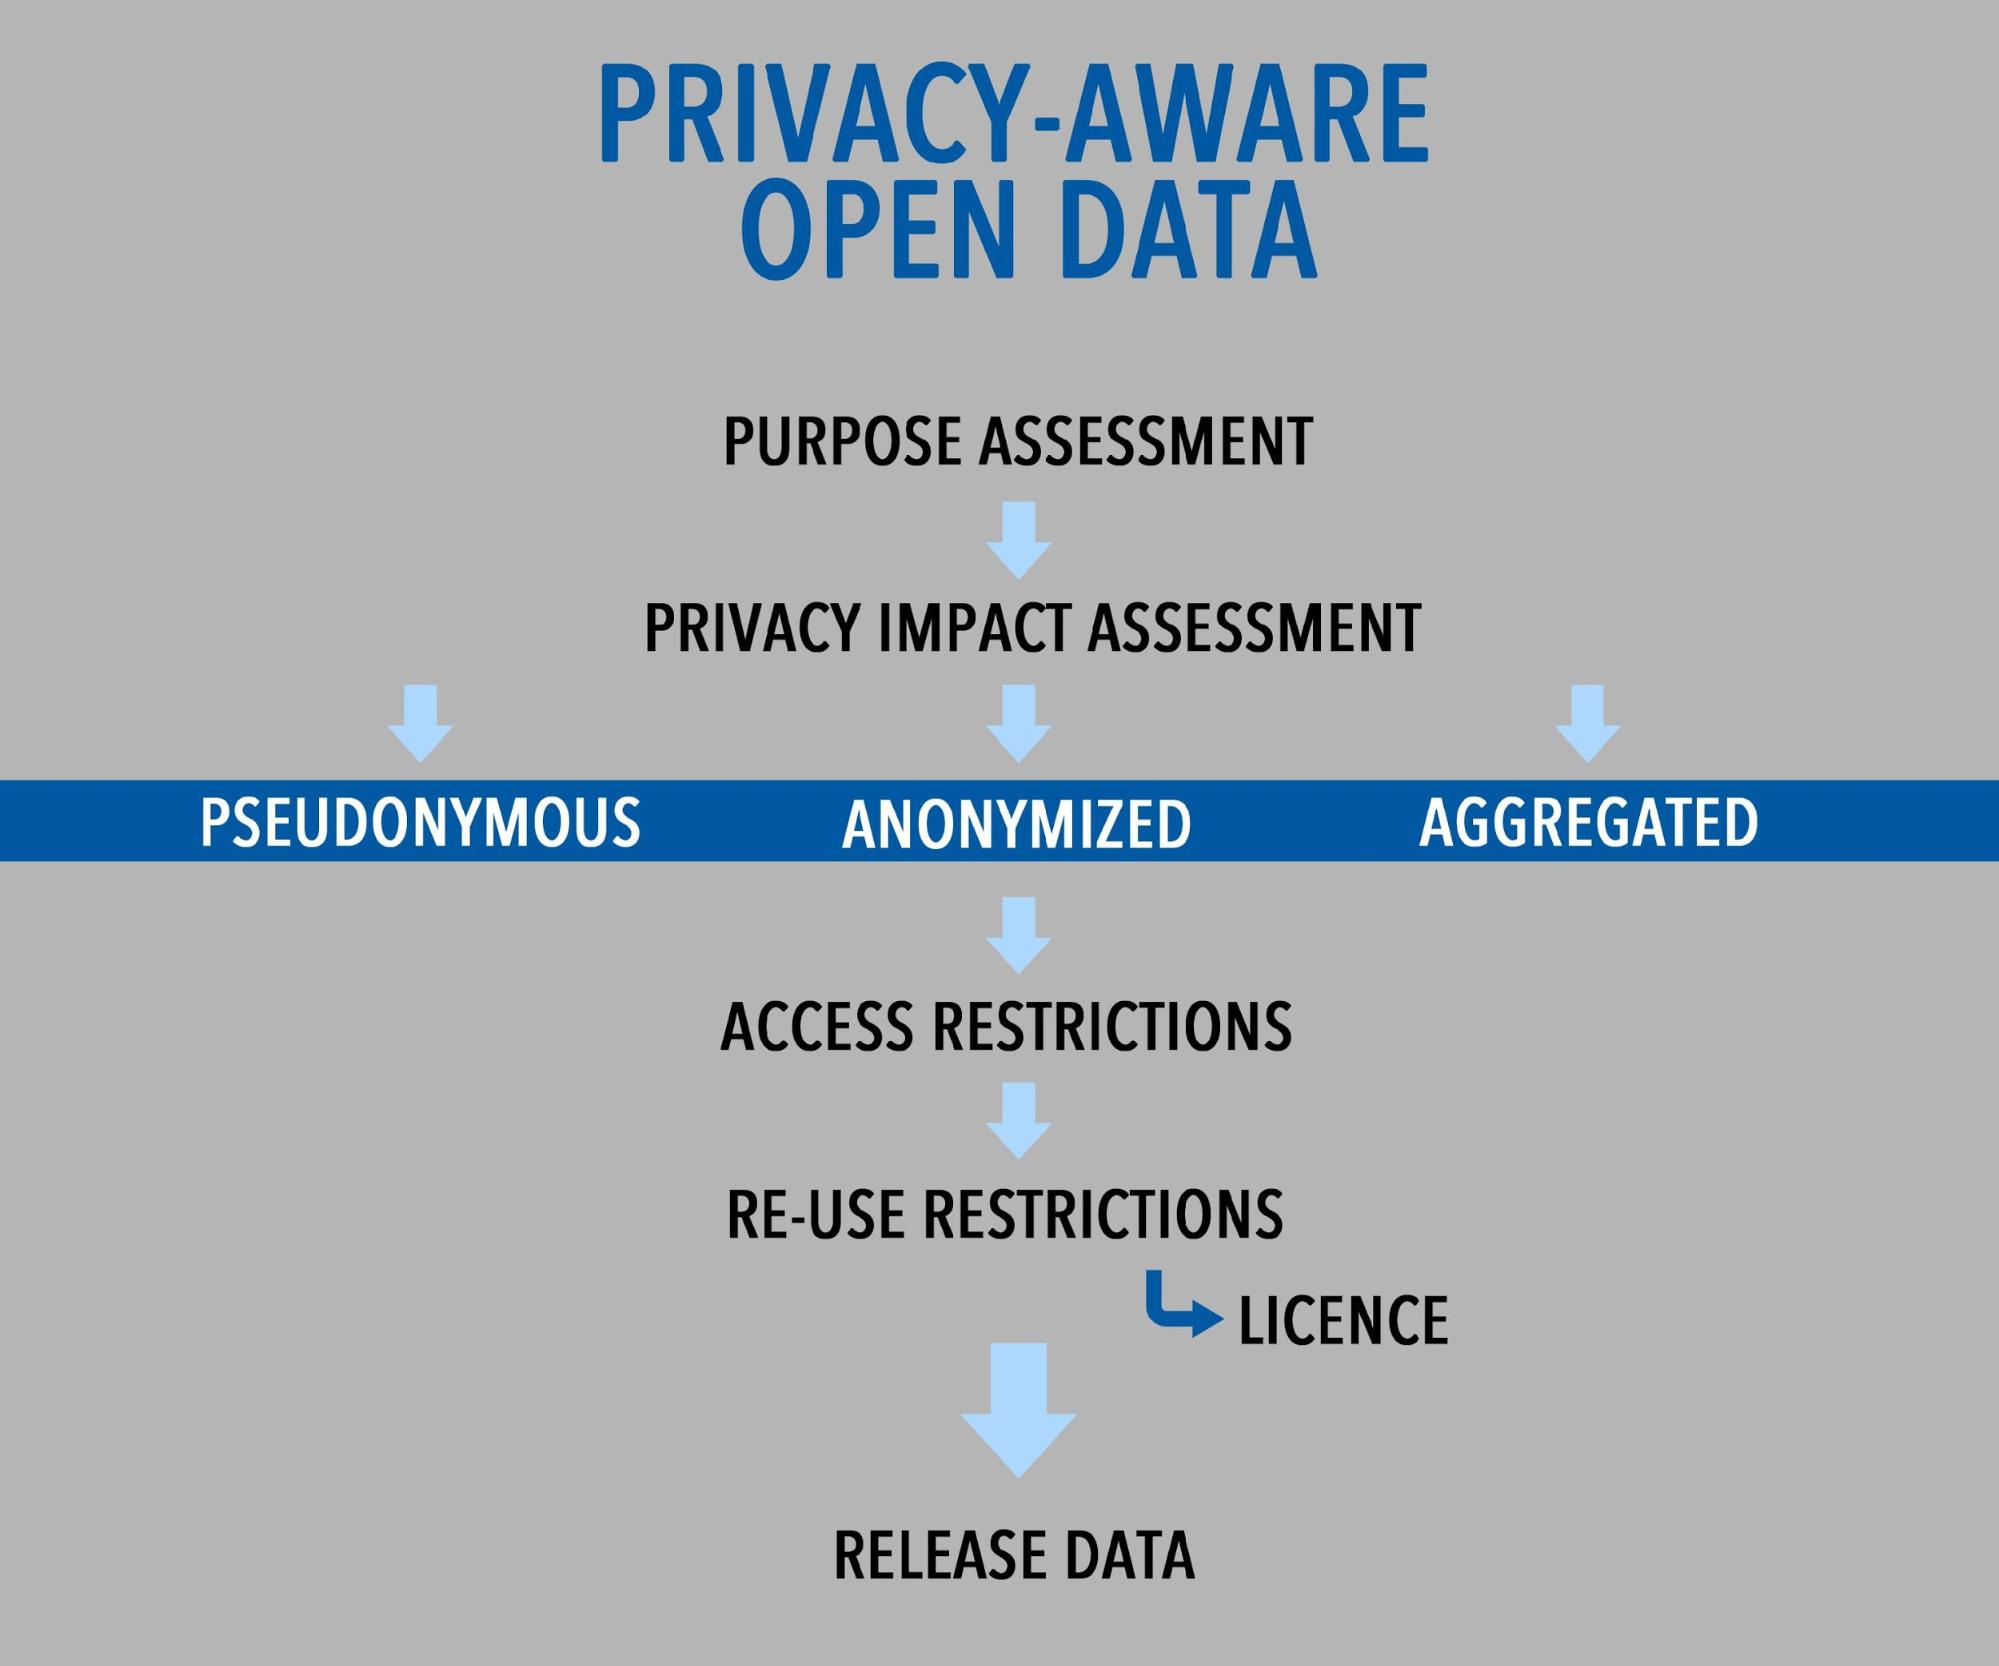 PRIVACY-AWARE
OPEN DATA
PURPOSE ASSESSMENT
PRIVACY IMPACT ASSESSMENT
PSEUDONYMOUS ANONYMIZED AGGREGATED
ACCESS RESTRICTIONS
RE-USE RESTRICTIONS
LICENCE
RELEASE DATA